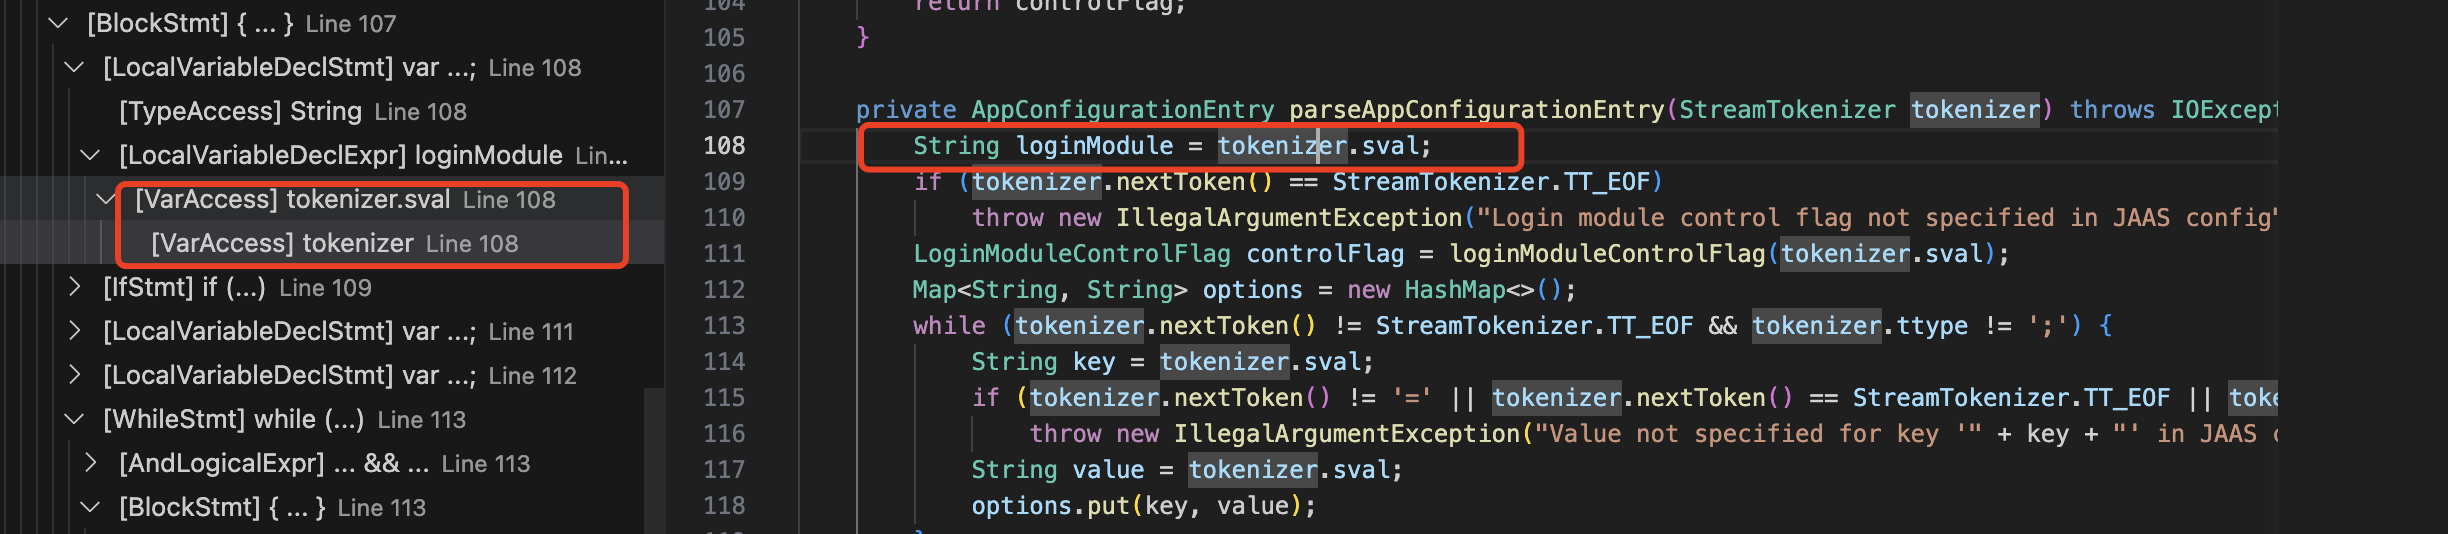 [BlockStmt] { ... } Line 107
[LocalVariableDeclStmt] var ...; Line 108
[TypeAccess] String Line 108
[LocalVariableDeclExpr] loginModule Lin...
[VarAccess] tokenizer.sval Line 108
[VarAccess] tokenizer Line 108
[IfStmt] if (...) Line 109
[LocalVariableDeclStmt] var ...; Line 111
[LocalVariableDeclStmt] var ...; Line 112
[WhileStmt] while (...) Line 113
[AndLogicalExpr] ... && ... Line 113
[BlockStmt] { ... } Line 113
104 return controlFlag;
105 }
106
107 private AppConfigurationEntry parseAppConfigurationEntry(StreamTokenizer tokenizer) throws IOExcept
108 String loginModule = tokenizer.sval;
109 if (tokenizer.nextToken() == StreamTokenizer.TT_EOF)
110 throw new IllegalArgumentException("Login module control flag not specified in JAAS config"
111 LoginModuleControlFlag controlFlag = loginModuleControlFlag(tokenizer.sval);
112 Map<String, String> options = new HashMap<>();
113 while (tokenizer.nextToken() != StreamTokenizer.TT_EOF && tokenizer.ttype != ';') {
114 String key = tokenizer.sval;
115 if (tokenizer.nextToken() != '=' || tokenizer.nextToken() == StreamTokenizer.TT_EOF || toke
116 throw new IllegalArgumentException("Value not specified for key '" + key + "' in JAAS c
117 String value = tokenizer.sval;
118 options.put(key, value);